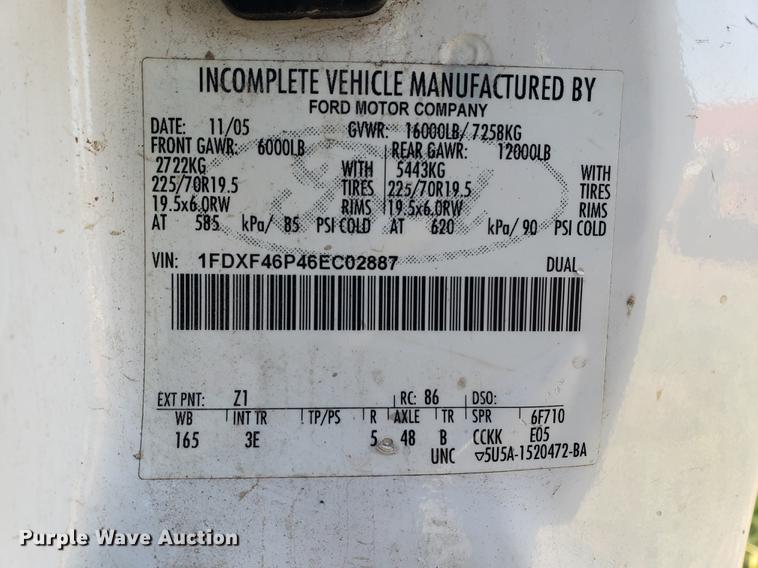 INCOMPLETE VEHICLE MANUFACTURED BY
FORD MOTOR COMPANY
DATE: 11/05 GVWR: 16000LB/ 7258KG
FRONT GAWR: 6000LB REAR GAWR: 12000LB
2722KG WITH 5443KG WITH
225/70R19.5 TIRES 225/70R19.5 TIRES
19.5x6.0RW RIMS 19.5x6.0RW RIMS
AT 585 kPa/ 85 PSI COLD AT 620 kPa/ 90 PSI COLD
VIN: 1FDXF46P46EC02887 DUAL
EXT PNT: Z1 RC: 86 DSO:
WB INT TR TP/PS R AXLE TR SPR 6F710
165 3E 5 48 B CCKK E05
UNC ▽5U5A-1520472-BA
Purple Wave Auction